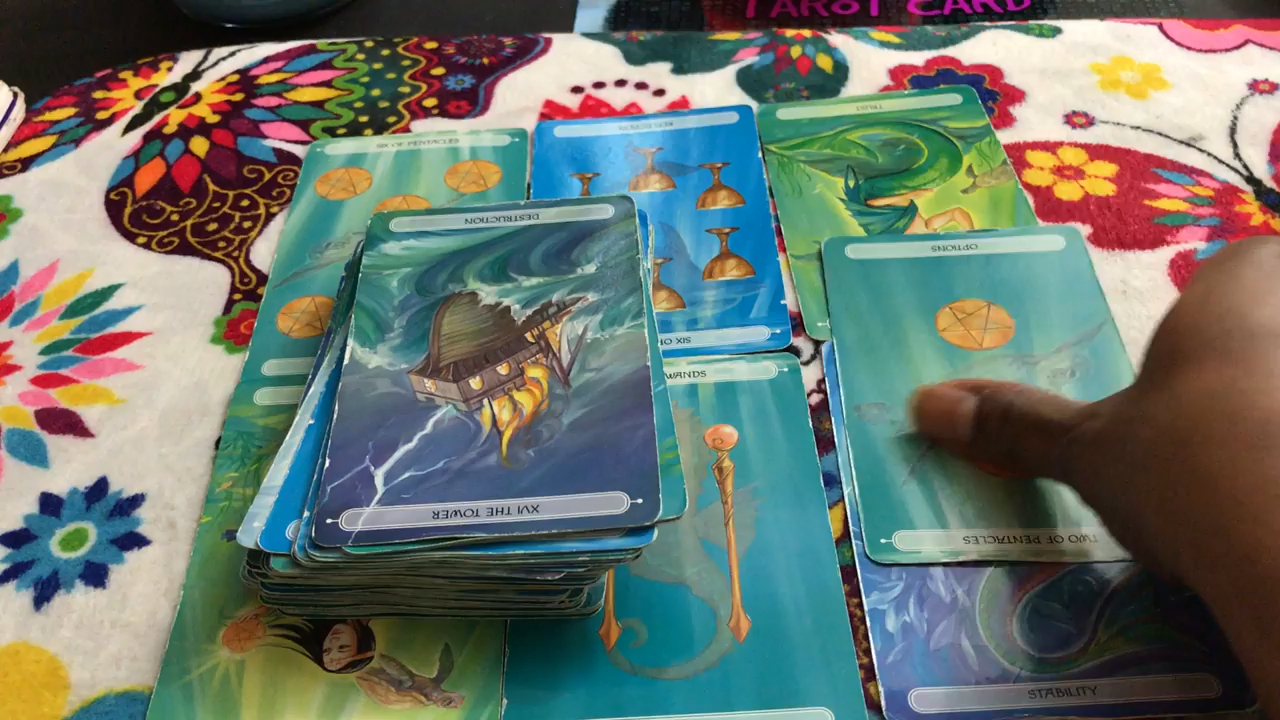 TAROT CARD
SIX OF PENTACLES
TRUST
DESTRUCTION
OPTIONS
SIX OF
WANDS
XVI THE TOWER
TWO OF PENTACLES
STABILITY